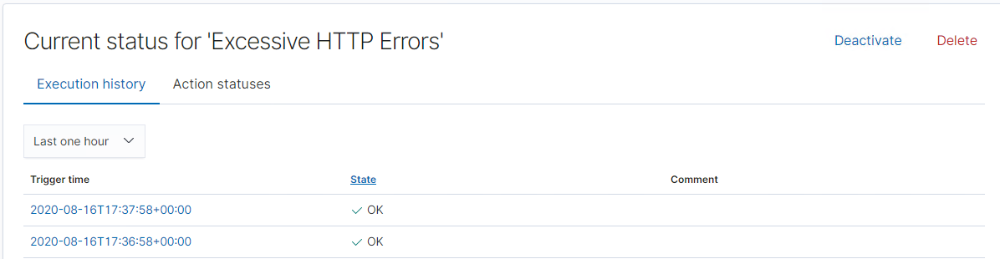 Current status for 'Excessive HTTP Errors' Deactivate Delete
Execution history Action statuses
Last one hour
Trigger time State Comment
2020-08-16T17:37:58+00:00 OK
2020-08-16T17:36:58+00:00 OK